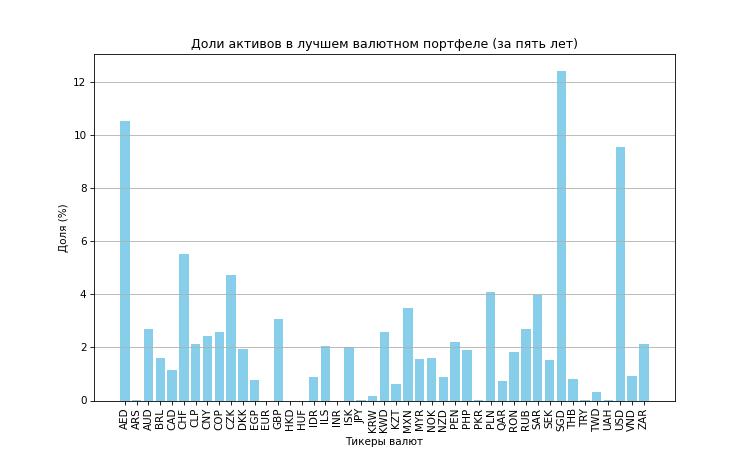 Доли активов в лучшем валютном портфеле (за пять лет)
Доля (%)
12
10
8
6
4
2
0
AED ARS AUD BRL CAD CHF CLP CNY COP CZK DKK EGP EUR GBP HKD HUF IDR ILS INR ISK JPY KRW KWD KZT MXN MYR NOK NZD PEN PHP PKR PLN QAR RON RUB SAR SEK SGD THB TRY TWD UAH USD VND ZAR
Тикеры валют